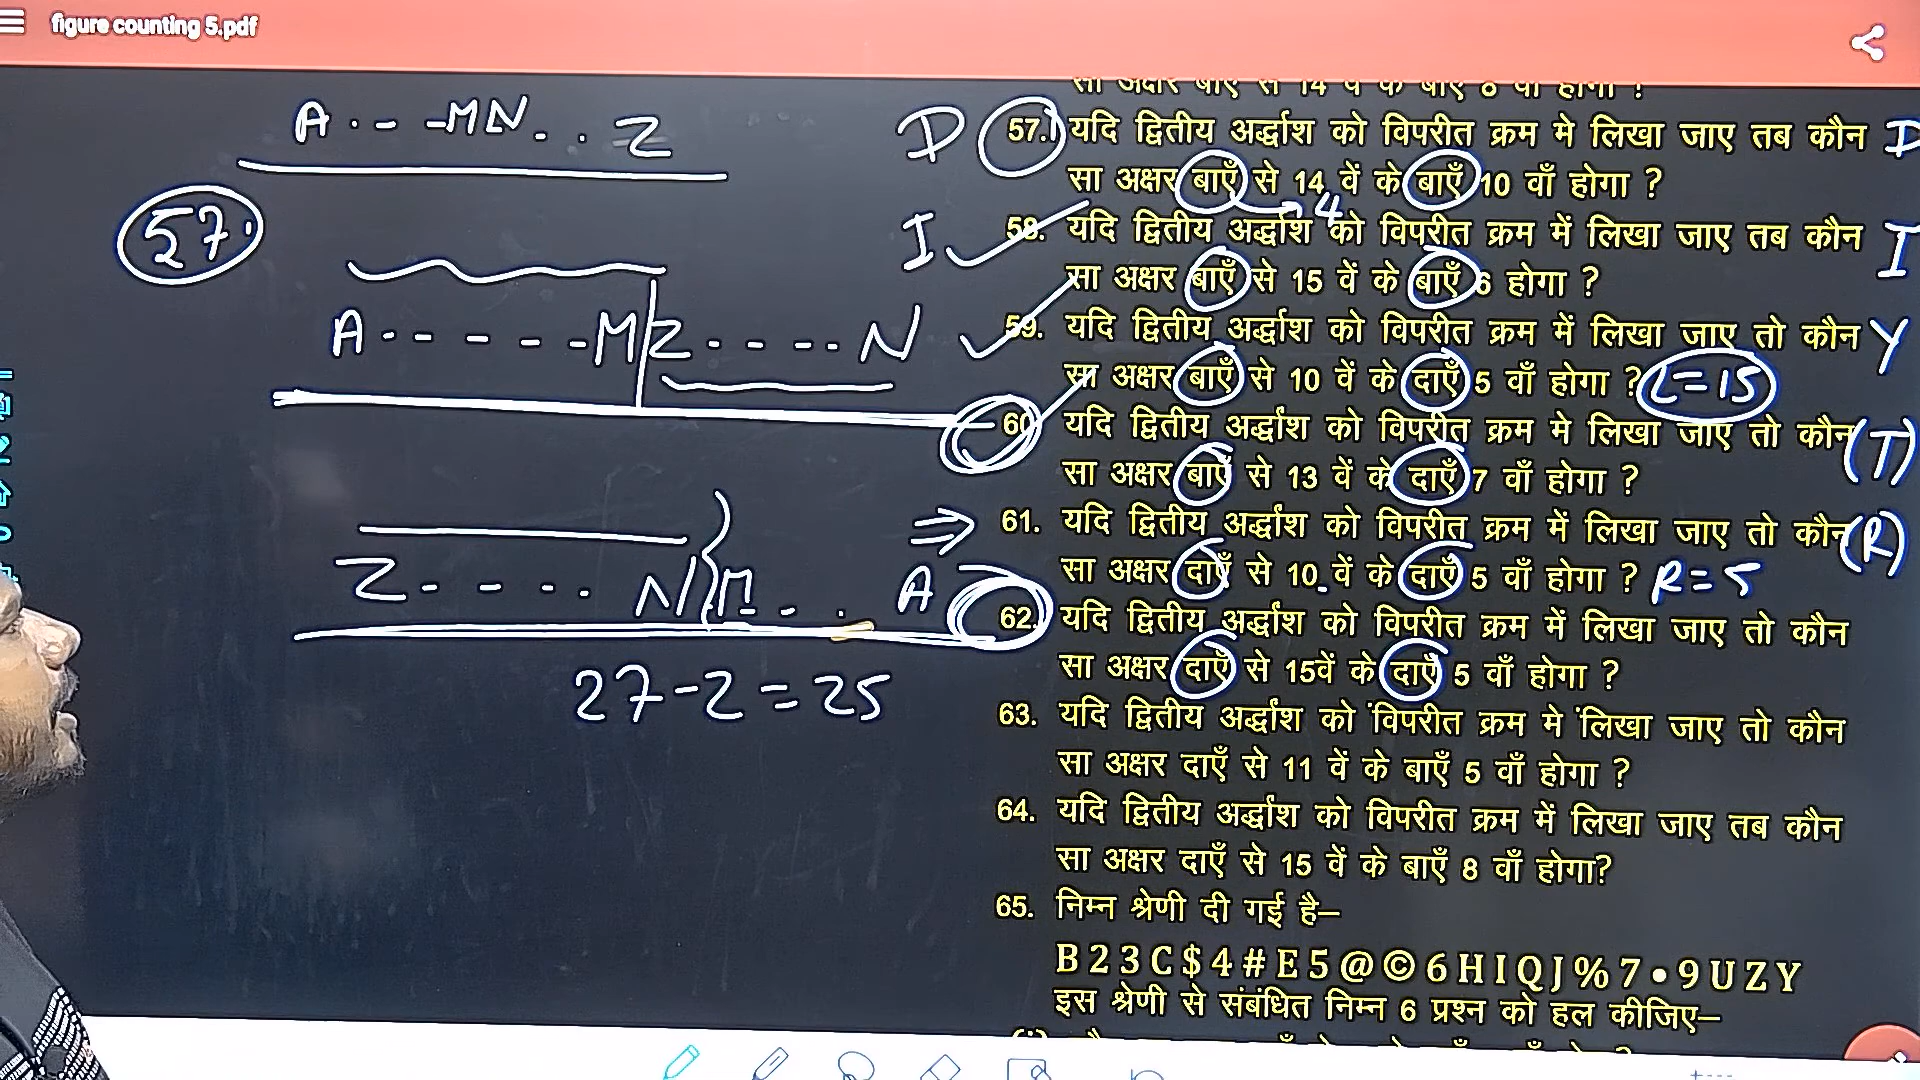 figure counting 5.pdf
A . - - MN . . Z
57.
A - - - - - M Z - - - - N
Z - - - - . N M - - . A
27-2=25
D
I
सा अक्षर बाएँ से 14 वें के बाएँ 8 वाँ होगा ?
57. यदि द्वितीय अर्द्धाश को विपरीत क्रम मे लिखा जाए तब कौन D
सा अक्षर बाएँ से 14 वें के बाएँ 10 वाँ होगा ?
4
58. यदि द्वितीय अर्द्धाश को विपरीत क्रम में लिखा जाए तब कौन I
सा अक्षर बाएँ से 15 वें के बाएँ 6 होगा ?
59. यदि द्वितीय अर्द्धाश को विपरीत क्रम में लिखा जाए तो कौन Y
सा अक्षर बाएँ से 10 वें के दाएँ 5 वाँ होगा ? L=15
60 यदि द्वितीय अर्द्धांश को विपरीत क्रम मे लिखा जाए तो कौन (T)
सा अक्षर बाएँ से 13 वें के दाएँ 7 वाँ होगा ?
⇒ 61. यदि द्वितीय अर्द्धांश को विपरीत क्रम में लिखा जाए तो कौन (R)
सा अक्षर दाएँ से 10 वें के दाएँ 5 वाँ होगा ? R=5
62. यदि द्वितीय अर्द्धांश को विपरीत क्रम में लिखा जाए तो कौन
सा अक्षर दाएँ से 15वें के दाएँ 5 वाँ होगा ?
63. यदि द्वितीय अर्द्धांश को विपरीत क्रम मे लिखा जाए तो कौन
सा अक्षर दाएँ से 11 वें के बाएँ 5 वाँ होगा ?
64. यदि द्वितीय अर्द्धांश को विपरीत क्रम में लिखा जाए तब कौन
सा अक्षर दाएँ से 15 वें के बाएँ 8 वाँ होगा?
65. निम्न श्रेणी दी गई है–
B 2 3 C $ 4 # E 5 @ © 6 H I Q J % 7 • 9 U Z Y
इस श्रेणी से संबंधित निम्न 6 प्रश्न को हल कीजिए–